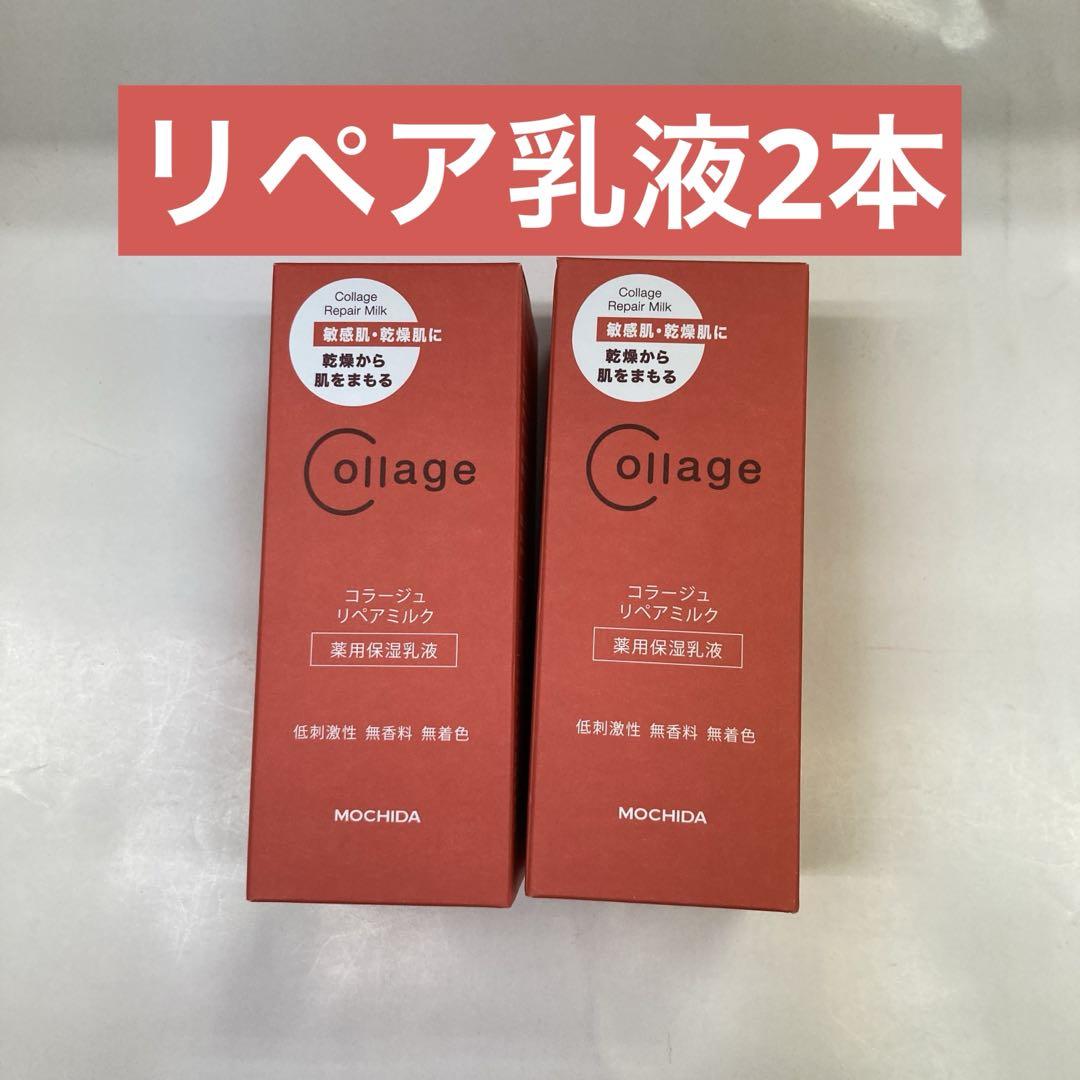 リペア乳液2本
Collage
Repair Milk
敏感肌・乾燥肌に
乾燥から
肌をまもる
Collage
コラージュ
リペアミルク
薬用保湿乳液
低刺激性 無香料 無着色
MOCHIDA
Collage
Repair Milk
敏感肌・乾燥肌に
乾燥から
肌をまもる
Collage
コラージュ
リペアミルク
薬用保湿乳液
低刺激性 無香料 無着色
MOCHIDA